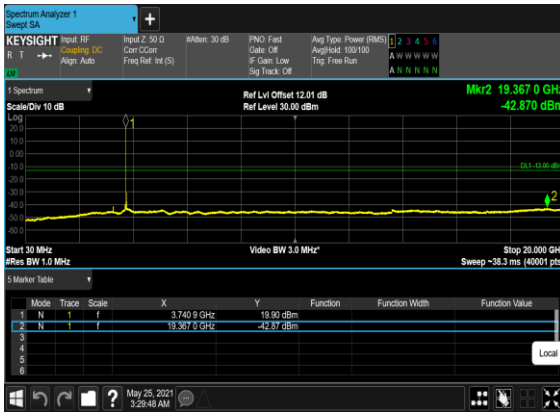 Spectrum Analyzer 1
Swept SA
+
KEYSIGHT
R T
Input: RF
Coupling: DC
Align: Auto
Input Z: 50 Ω
Corr CCorr
Freq Ref: Int (S)
#Atten: 30 dB
PNO: Fast
Gate: Off
IF Gain: Low
Sig Track: Off
Avg Type: Power (RMS)
Avg|Hold: 100/100
Trig: Free Run
1 2 3 4 5 6
A W W W W W
A N N N N N
1 Spectrum
Scale/Div 10 dB
Ref Lvl Offset 12.01 dB
Ref Level 30.00 dBm
Mkr2 19.367 0 GHz
-42.870 dBm
Log
20.0
10.0
0.00
-10.0
-20.0
-30.0
-40.0
-50.0
-60.0
1
DL1 -13.00 dBm
2
Start 30 MHz
#Res BW 1.0 MHz
Video BW 3.0 MHz*
Stop 20.000 GHz
Sweep ~38.3 ms (40001 pts)
5 Marker Table
Mode Trace Scale X Y Function Function Width Function Value
1 N 1 f 3.740 9 GHz 19.90 dBm
2 N 1 f 19.367 0 GHz -42.87 dBm
3
4
5
6
Local
?
May 25, 2021
3:29:48 AM